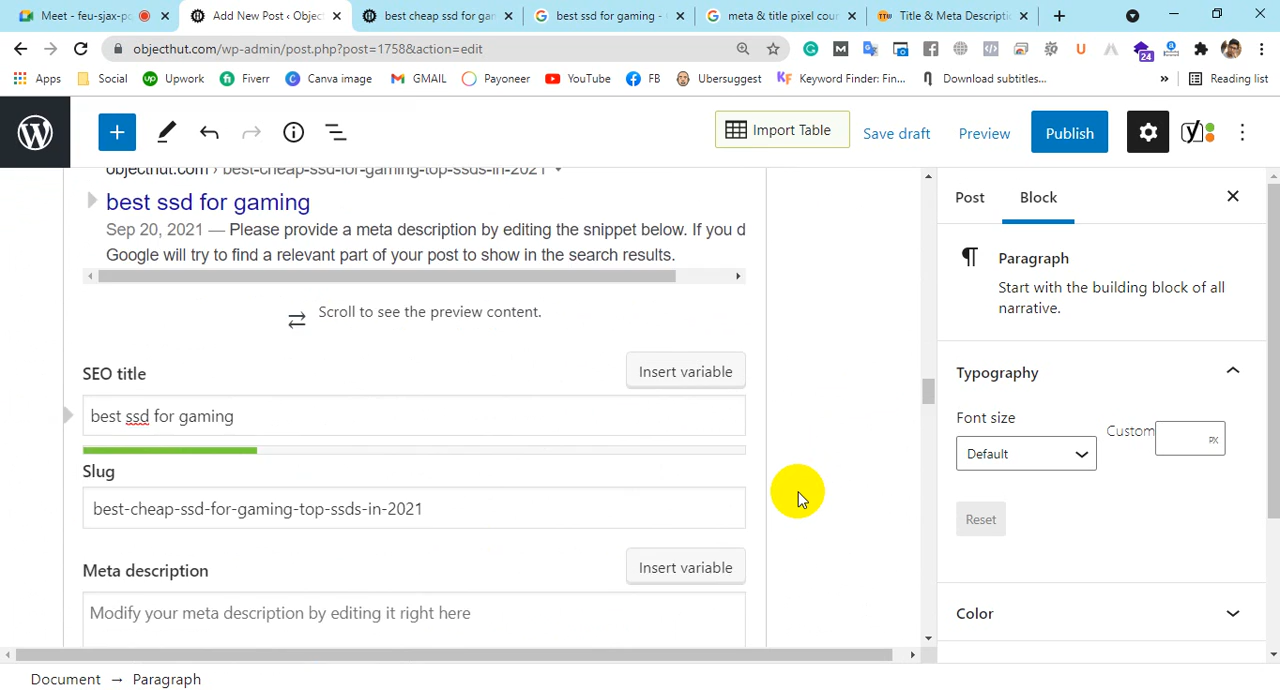 Meet - feu-sjax-p
Add New Post ‹ Objec
best cheap ssd for ga
best ssd for gaming -
meta & title pixel cour
Title & Meta Descripti
objecthut.com/wp-admin/post.php?post=1758&action=edit
24
Apps
Social
Upwork
Fiverr
Canva image
GMAIL
Payoneer
YouTube
FB
Ubersuggest
Keyword Finder: Fin...
Download subtitles...
»
Reading list
Import Table
Save draft
Preview
Publish
objecthut.com › best-cheap-ssd-for-gaming-top-ssds-in-2021
best ssd for gaming
Sep 20, 2021 — Please provide a meta description by editing the snippet below. If you d
Google will try to find a relevant part of your post to show in the search results.
Scroll to see the preview content.
SEO title
Insert variable
best ssd for gaming
Slug
best-cheap-ssd-for-gaming-top-ssds-in-2021
Meta description
Insert variable
Modify your meta description by editing it right here
Post
Block
Paragraph
Start with the building block of all
narrative.
Typography
Font size
Custom
Default
PX
Reset
Color
Document → Paragraph